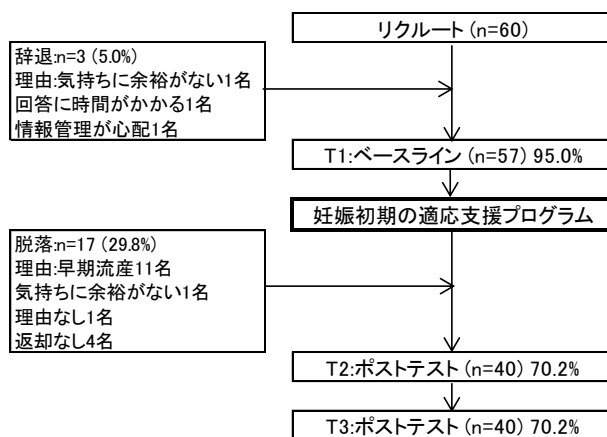 リクルート (n=60)
辞退:n=3 (5.0%)
理由:気持ちに余裕がない1名
回答に時間がかかる1名
情報管理が心配1名
T1:ベースライン (n=57) 95.0%
妊娠初期の適応支援プログラム
脱落:n=17 (29.8%)
理由:早期流産11名
気持ちに余裕がない1名
理由なし1名
返却なし4名
T2:ポストテスト (n=40) 70.2%
T3:ポストテスト (n=40) 70.2%